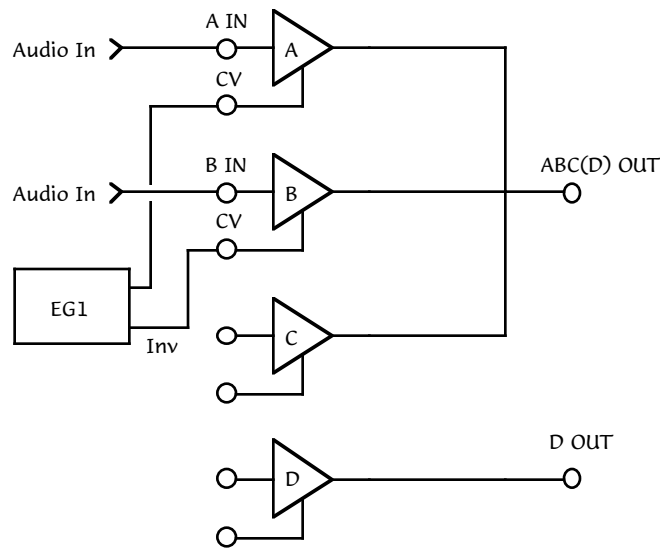 A IN
Audio In
A
CV
B IN
ABC(D) OUT
Audio In
B
CV
EG1
Inv
C
D OUT
D